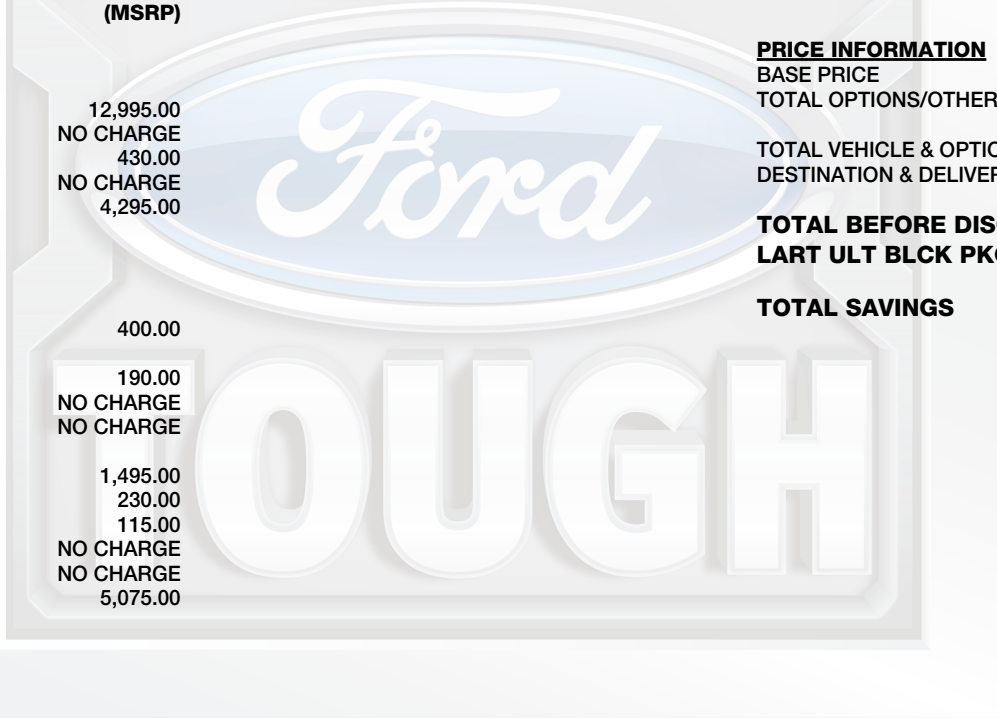 (MSRP)
12,995.00
NO CHARGE
430.00
NO CHARGE
4,295.00
400.00
190.00
NO CHARGE
NO CHARGE
1,495.00
230.00
115.00
NO CHARGE
NO CHARGE
5,075.00
PRICE INFORMATION
BASE PRICE
TOTAL OPTIONS/OTHER
TOTAL VEHICLE & OPTIO
DESTINATION & DELIVER
TOTAL BEFORE DIS
LART ULT BLCK PK
TOTAL SAVINGS
Ford
TOUGH